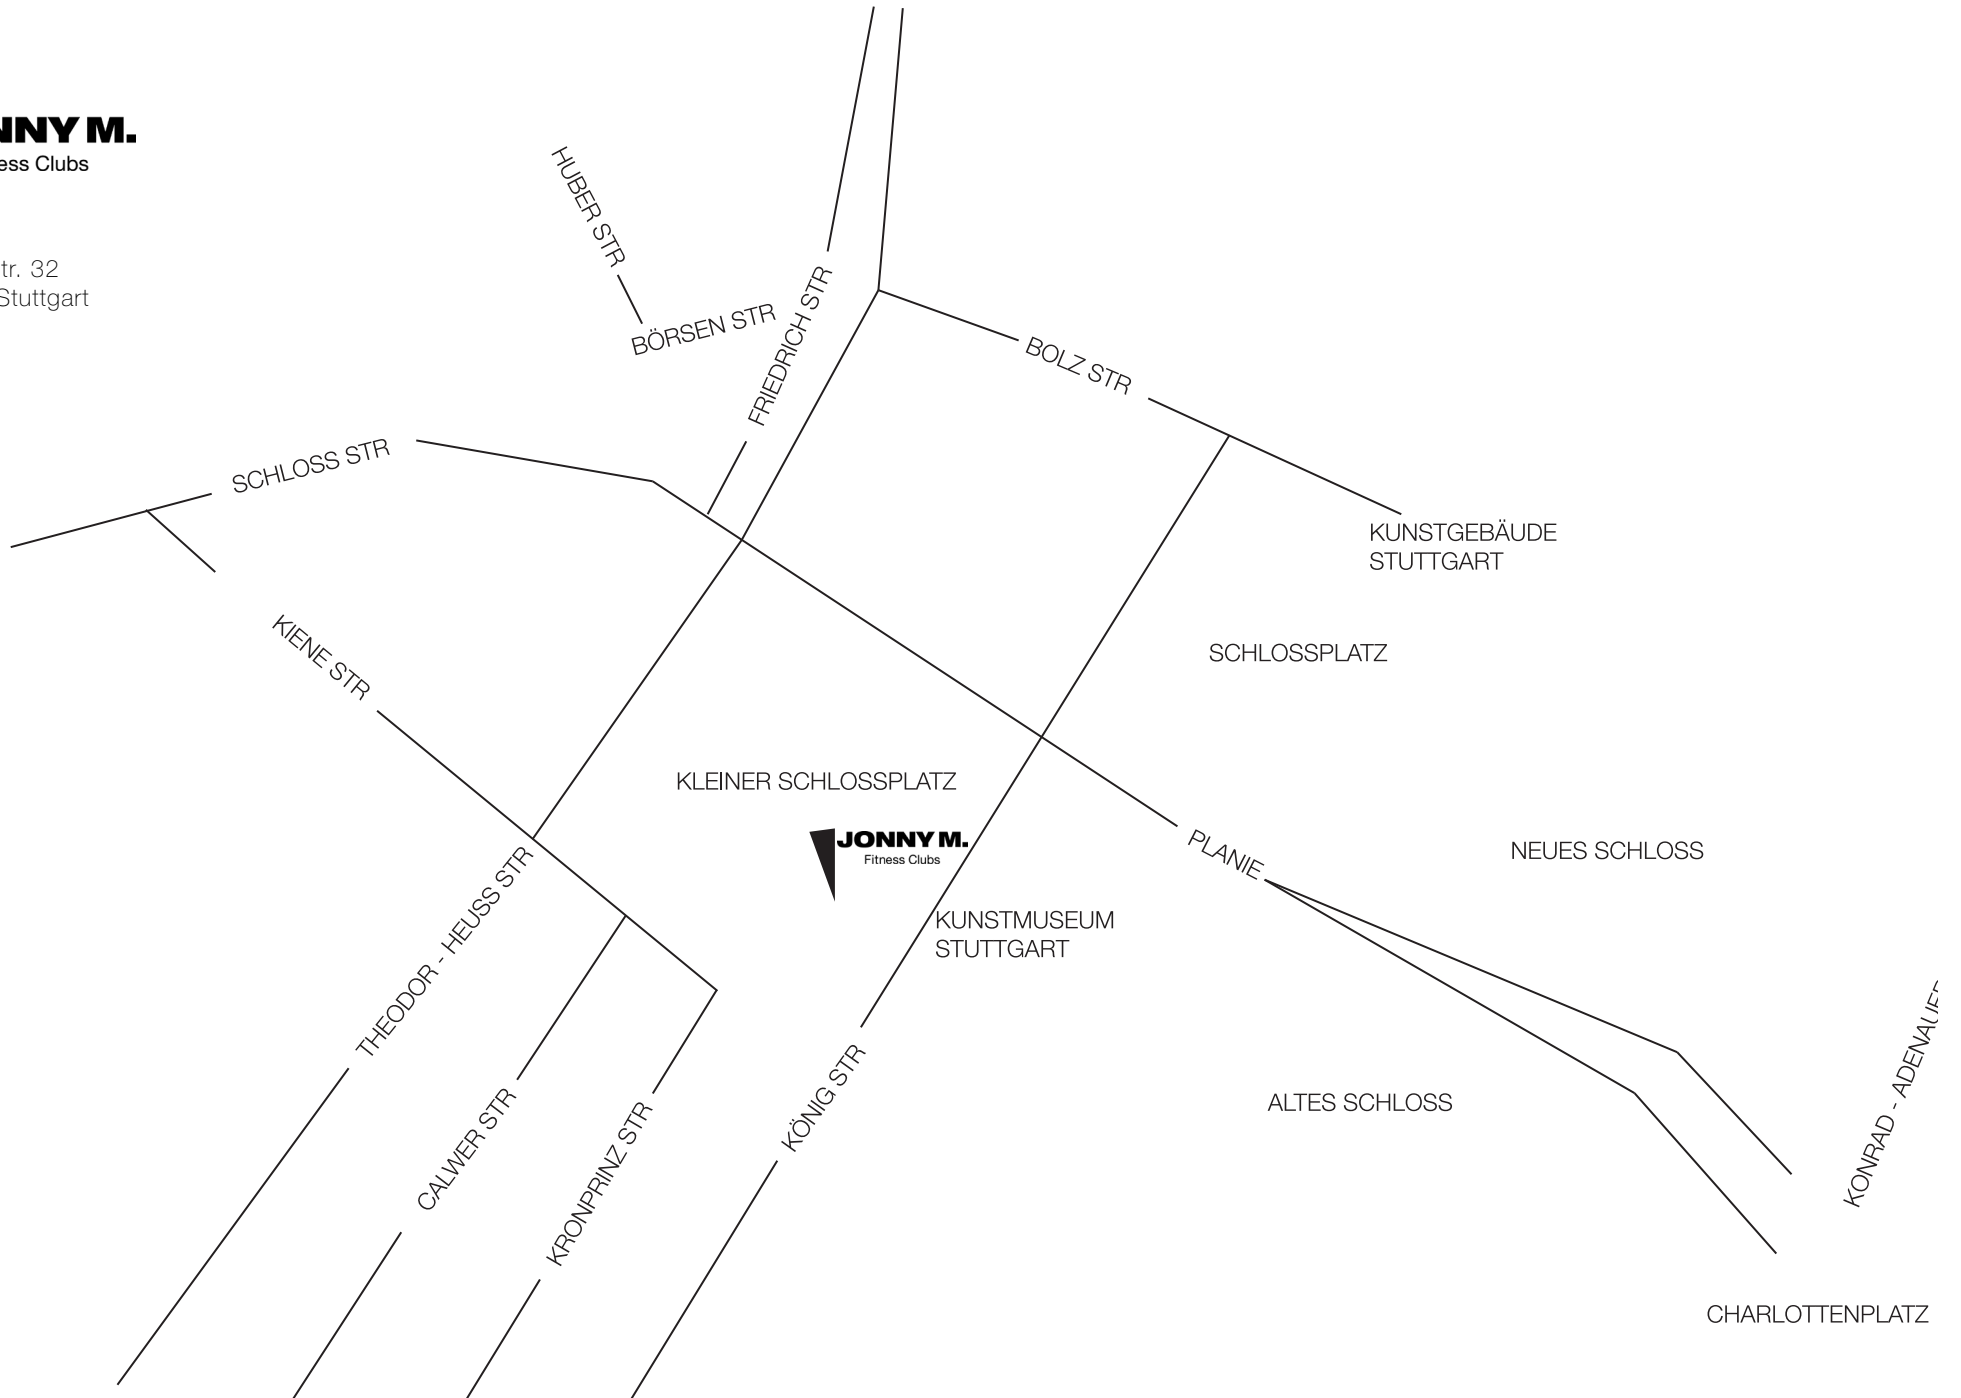 NNY M.
ess Clubs
tr. 32
Stuttgart
HUBER STR
BÖRSEN STR
FRIEDRICH STR
BOLZ STR
SCHLOSS STR
KUNSTGEBÄUDE
STUTTGART
KIENE STR
SCHLOSSPLATZ
KLEINER SCHLOSSPLATZ
JONNY M.
Fitness Clubs
PLANIE
NEUES SCHLOSS
THEODOR - HEUSS STR
KUNSTMUSEUM
STUTTGART
KONRAD - ADENAUER
CALWER STR
KRONPRINZ STR
KÖNIG STR
ALTES SCHLOSS
CHARLOTTENPLATZ